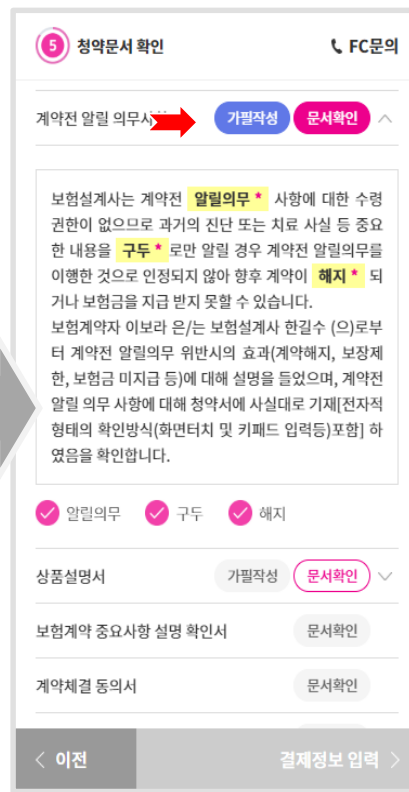 5 청약문서 확인 FC문의
계약전 알릴 의무 가필작성 문서확인
보험설계사는 계약전 알릴의무 * 사항에 대한 수령
권한이 없으므로 과거의 진단 또는 치료 사실 등 중요
한 내용을 구두 * 로만 알릴 경우 계약전 알릴의무를
이행한 것으로 인정되지 않아 향후 계약이 해지 * 되
거나 보험금을 지급 받지 못할 수 있습니다.
보험계약자 이보라 은/는 보험설계사 한길수 (으)로부
터 계약전 알릴의무 위반시의 효과(계약해지, 보장제
한, 보험금 미지급 등)에 대해 설명을 들었으며, 계약전
알릴 의무 사항에 대해 청약서에 사실대로 기재[전자적
형태의 확인방식(화면터치 및 키패드 입력등)포함] 하
였음을 확인합니다.
알릴의무 구두 해지
상품설명서 가필작성 문서확인
보험계약 중요사항 설명 확인서 문서확인
계약체결 동의서 문서확인
< 이전 결제정보 입력 >